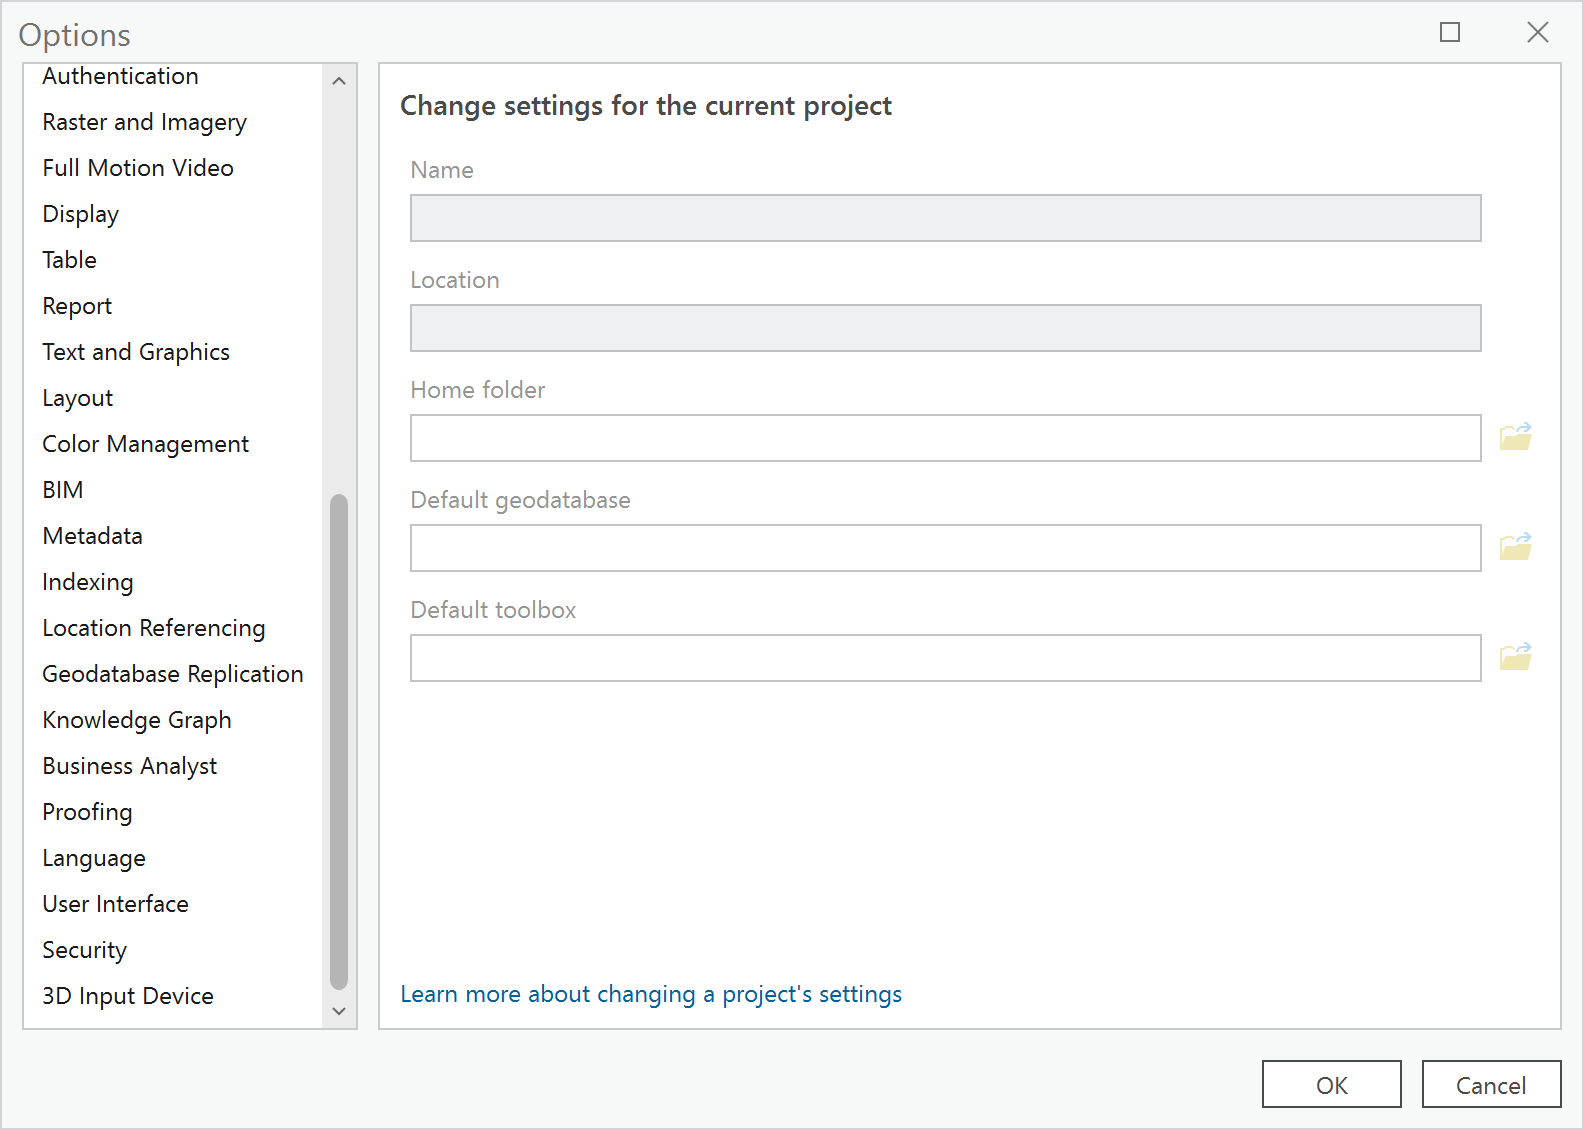 Options
Authentication
Raster and Imagery
Full Motion Video
Display
Table
Report
Text and Graphics
Layout
Color Management
BIM
Metadata
Indexing
Location Referencing
Geodatabase Replication
Knowledge Graph
Business Analyst
Proofing
Language
User Interface
Security
3D Input Device
Change settings for the current project
Name
Location
Home folder
Default geodatabase
Default toolbox
Learn more about changing a project's settings
OK
Cancel